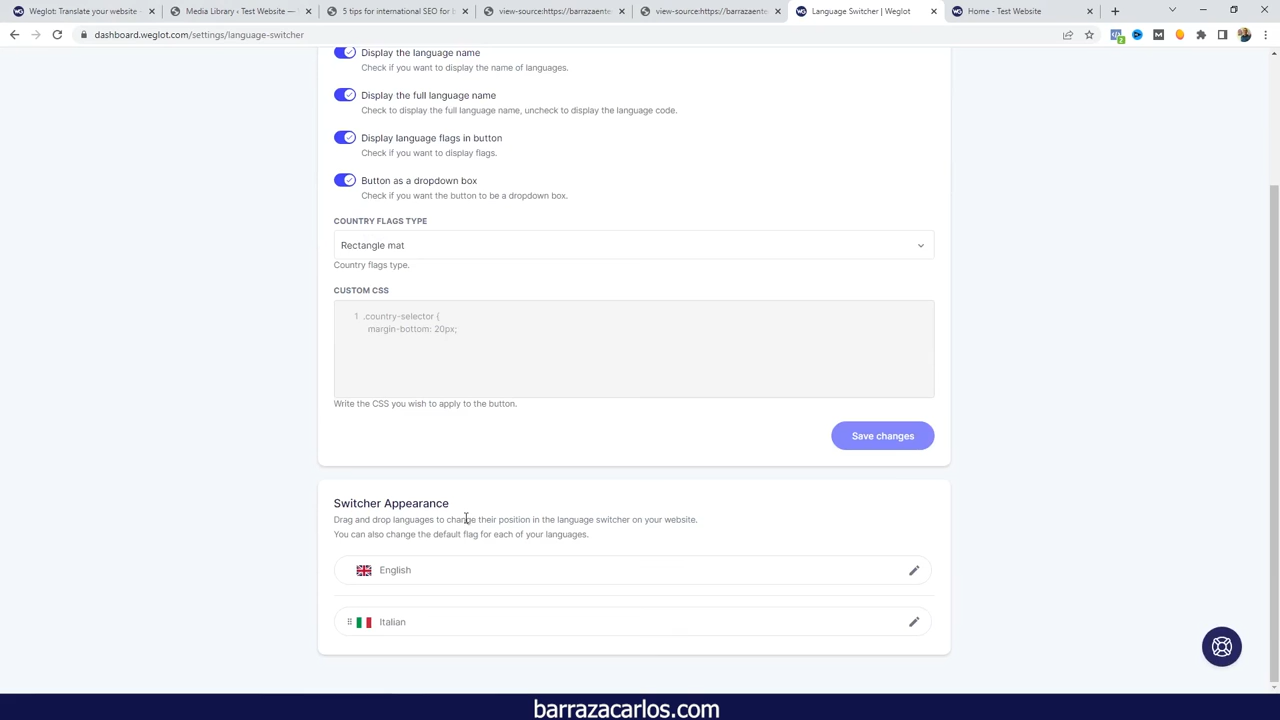 Weglot: Translate your website
Media Library ‹ Test Website —
5 tips for international SEO for b
view-source:https://barrazaente
view-source:https://barrazaente
Language Switcher | Weglot
Home - Test Website
dashboard.weglot.com/settings/language-switcher
Display the language name
Check if you want to display the name of languages.
Display the full language name
Check to display the full language name, uncheck to display the language code.
Display language flags in button
Check if you want to display flags.
Button as a dropdown box
Check if you want the button to be a dropdown box.
COUNTRY FLAGS TYPE
Rectangle mat
Country flags type.
CUSTOM CSS
1 .country-selector {
margin-bottom: 20px;
Write the CSS you wish to apply to the button.
Save changes
Switcher Appearance
Drag and drop languages to change their position in the language switcher on your website.
You can also change the default flag for each of your languages.
English
Italian
barrazacarlos.com